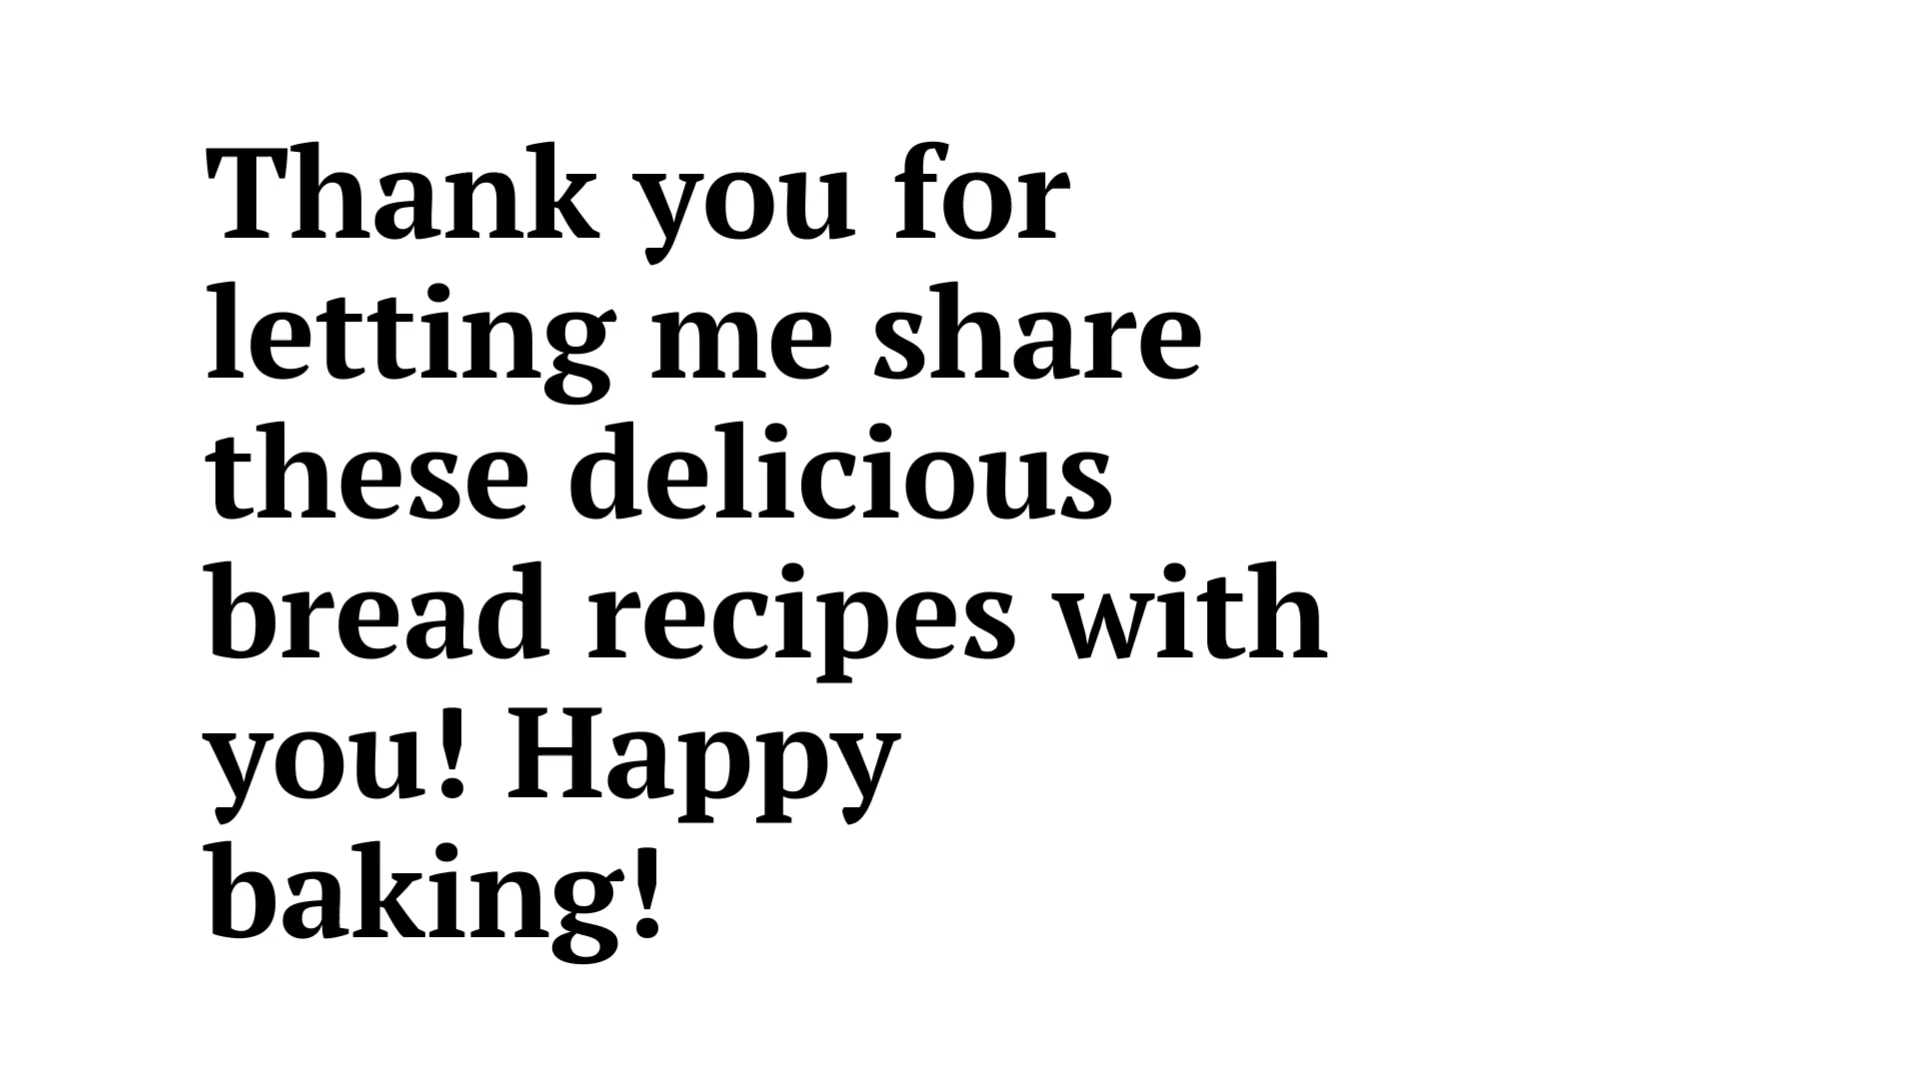 Thank you for
letting me share
these delicious
bread recipes with
you! Happy
baking!